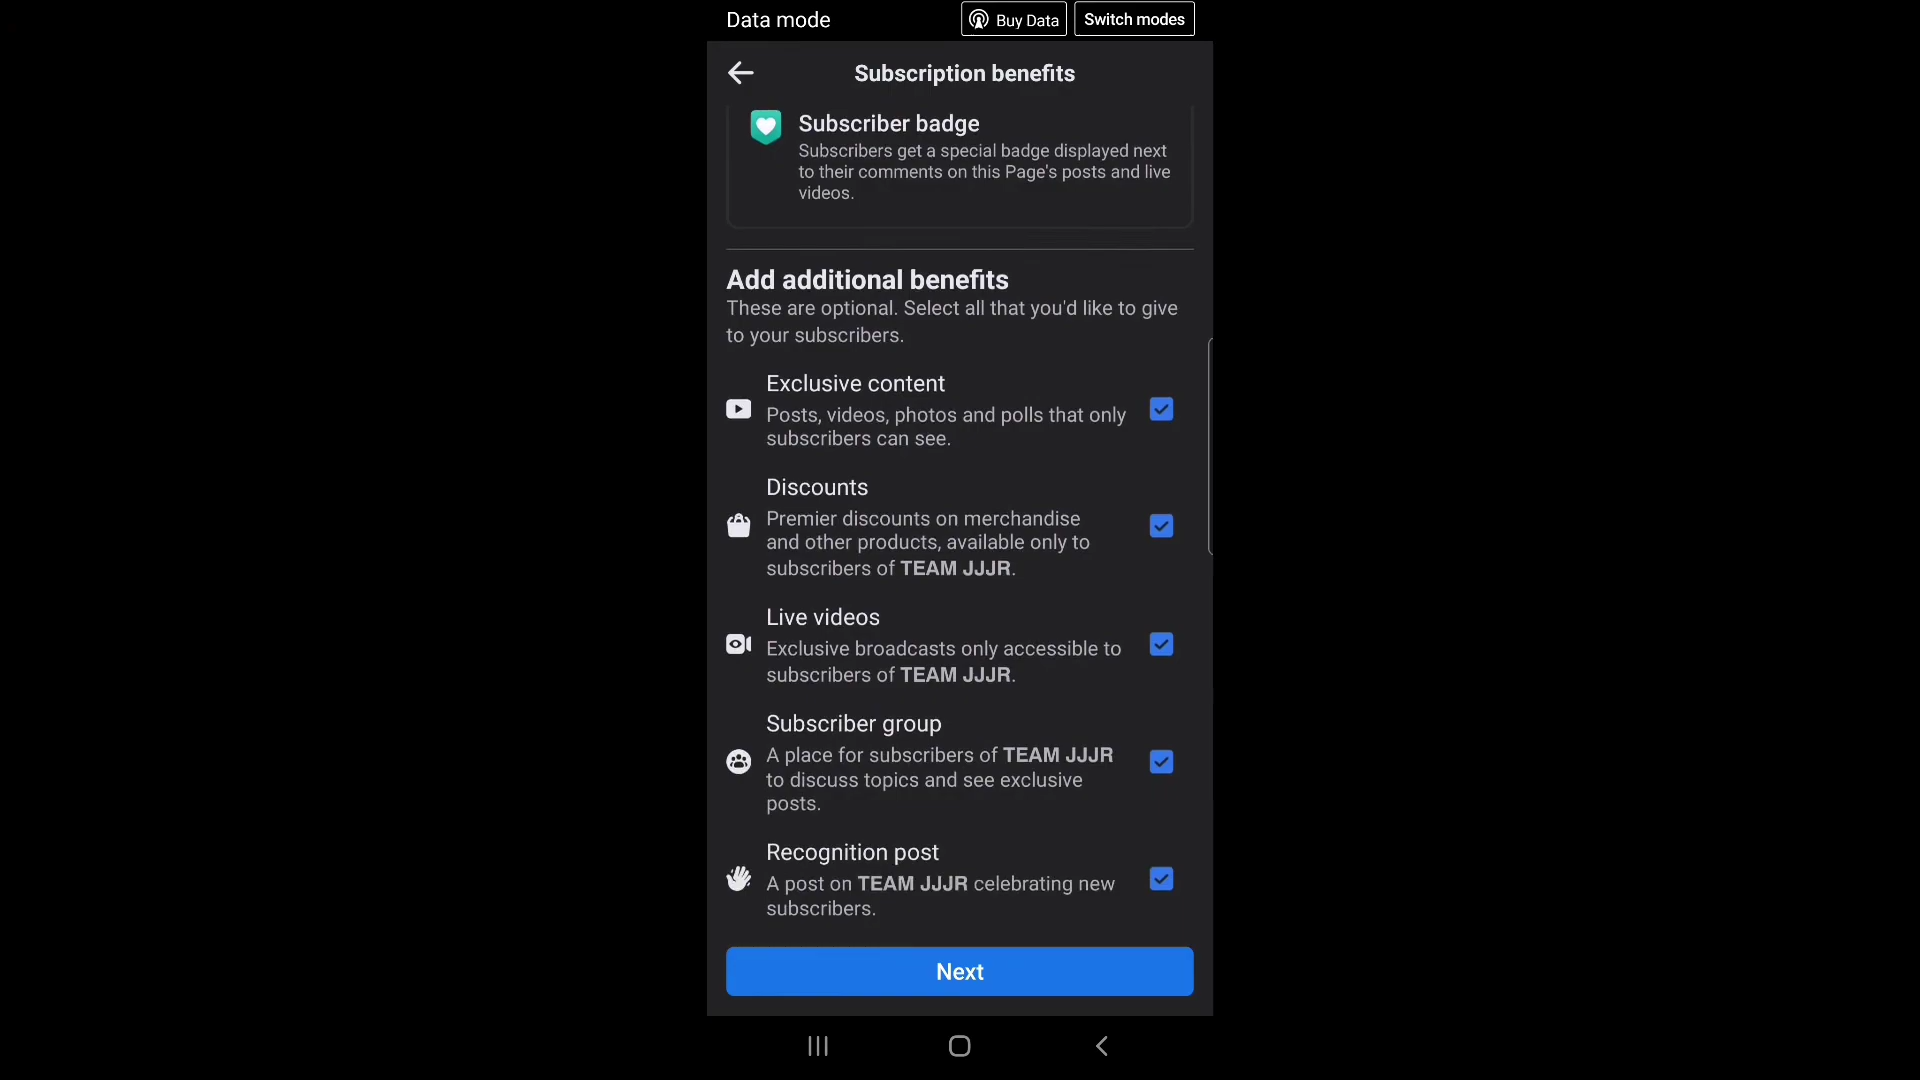 Data mode
Buy Data
Switch modes
Subscription benefits
Subscriber badge
Subscribers get a special badge displayed next
to their comments on this Page's posts and live
videos.
Add additional benefits
These are optional. Select all that you'd like to give
to your subscribers.
Exclusive content
Posts, videos, photos and polls that only
subscribers can see.
Discounts
Premier discounts on merchandise
and other products, available only to
subscribers of TEAM JJJR.
Live videos
Exclusive broadcasts only accessible to
subscribers of TEAM JJJR.
Subscriber group
A place for subscribers of TEAM JJJR
to discuss topics and see exclusive
posts.
Recognition post
A post on TEAM JJJR celebrating new
subscribers.
Next